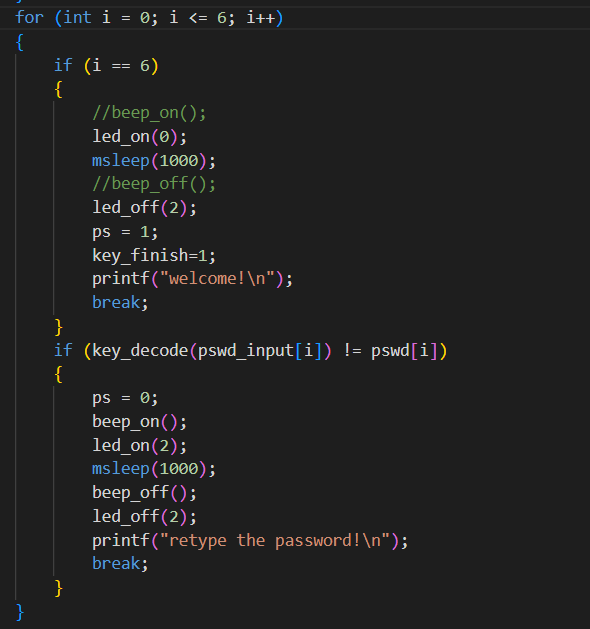 for (int i = 0; i <= 6; i++)
{
    if (i == 6)
    {
        //beep_on();
        led_on(0);
        msleep(1000);
        //beep_off();
        led_off(2);
        ps = 1;
        key_finish=1;
        printf("welcome!\n");
        break;
    }
    if (key_decode(pswd_input[i]) != pswd[i])
    {
        ps = 0;
        beep_on();
        led_on(2);
        msleep(1000);
        beep_off();
        led_off(2);
        printf("retype the password!\n");
        break;
    }
}